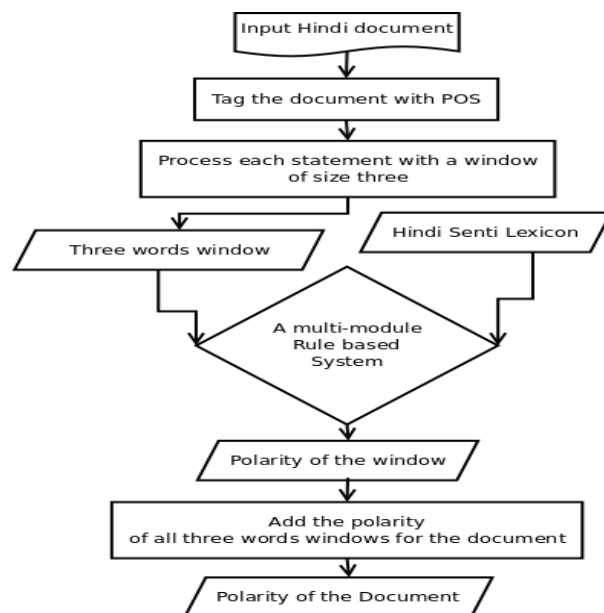 Input Hindi document
Tag the document with POS
Process each statement with a window
of size three
Three words window
Hindi Senti Lexicon
A multi-module
Rule based
System
Polarity of the window
Add the polarity
of all three words windows for the document
Polarity of the Document